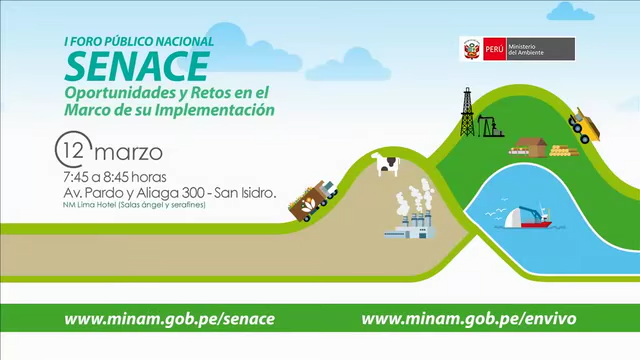 I FORO PÚBLICO NACIONAL
SENACE
Oportunidades y Retos en el
Marco de su Implementación
12 marzo
7:45 a 8:45 horas
Av. Pardo y Aliaga 300 - San Isidro.
NM Lima Hotel (Salas ángel y serafines)
PERÚ
Ministerio
del Ambiente
www.minam.gob.pe/senace
www.minam.gob.pe/envivo